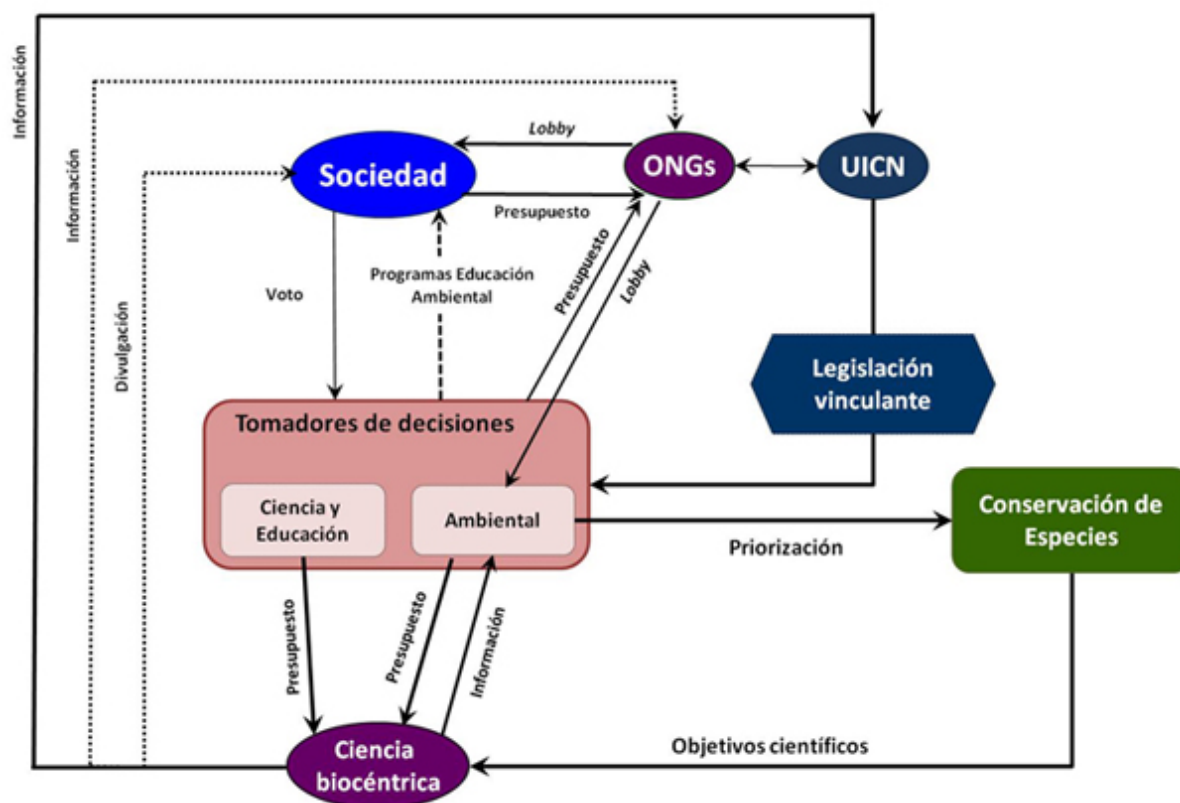 Información
Lobby
ONGs
UICN
Sociedad
Información
Presupuesto
Presupuesto
Lobby
Programas Educación
Ambiental
Voto
Divulgación
Legislación
vinculante
Tomadores de decisiones
Ciencia y
Educación
Ambiental
Conservación de
Especies
Priorización
Presupuesto
Presupuesto
Información
Objetivos científicos
Ciencia
biocéntrica